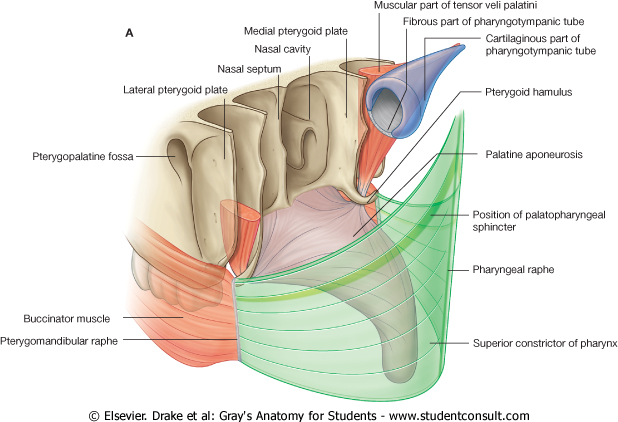 Muscular part of tensor veli palatini
Fibrous part of pharyngotympanic tube
A
Medial pterygoid plate
Cartilaginous part of
pharyngotympanic tube
Nasal cavity
Nasal septum
Lateral pterygoid plate
Pterygoid hamulus
Pterygopalatine fossa
Palatine aponeurosis
Position of palatopharyngeal
sphincter
Pharyngeal raphe
Buccinator muscle
Pterygomandibular raphe
Superior constrictor of pharynx
© Elsevier. Drake et al: Gray's Anatomy for Students - www.studentconsult.com